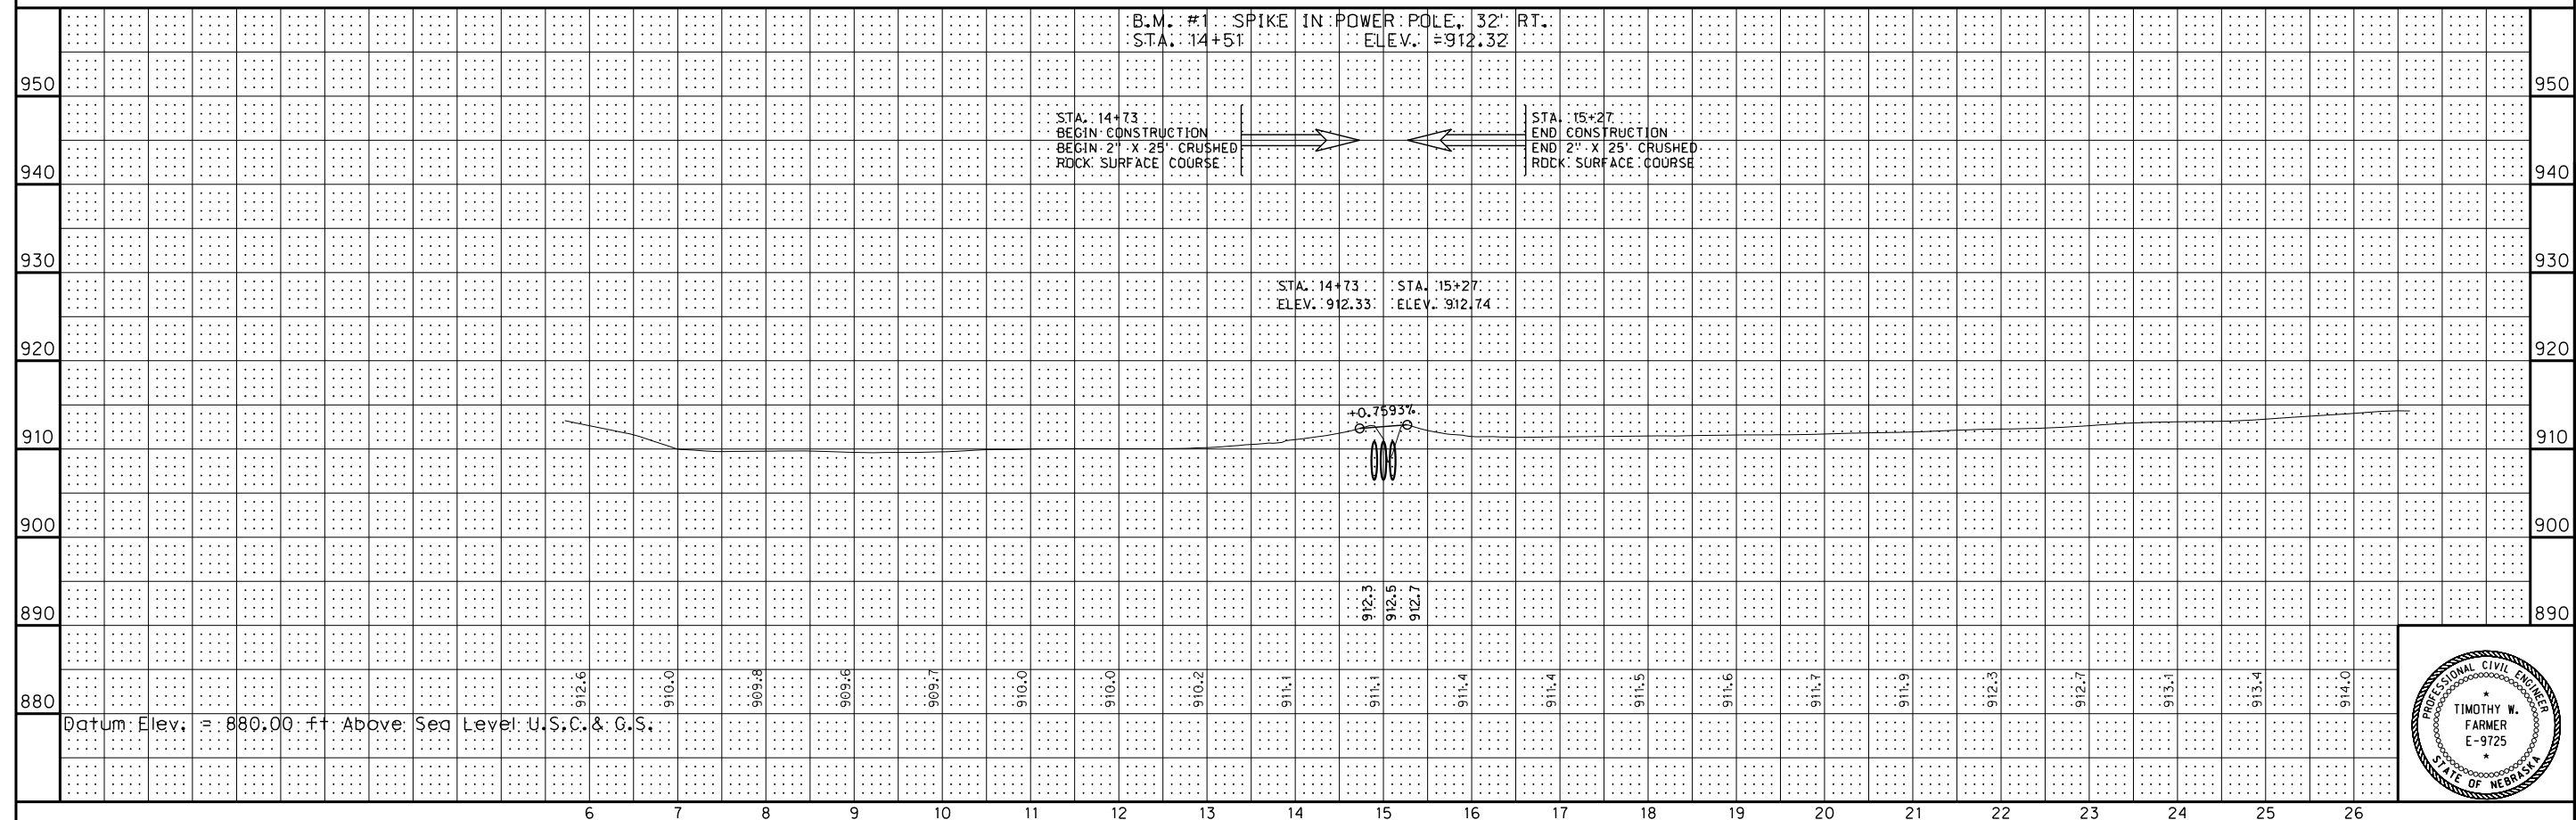 B.M. #1 SPIKE IN POWER POLE, 32' RT.
STA. 14+51 ELEV. =912.32
950 950
STA. 14+73
BEGIN CONSTRUCTION
BEGIN 2" X 25' CRUSHED
ROCK SURFACE COURSE
STA. 15+27
END CONSTRUCTION
END 2" X 25' CRUSHED
ROCK SURFACE COURSE
940 940
930 930
STA. 14+73 STA. 15+27
ELEV. 912.33 ELEV. 912.74
920 920
+0.7593%
910 910
900 900
912.3 912.5 912.7
890 890
912.6 910.0 909.8 909.6 909.7 910.0 910.0 910.2 911.1 911.1 911.4 911.4 911.5 911.6 911.7 911.9 912.3 912.7 913.1 913.4 914.0
880
Datum Elev. = 880.00 ft Above Sea Level U.S.C.& G.S.
PROFESSIONAL CIVIL ENGINEER
TIMOTHY W.
FARMER
E-9725
STATE OF NEBRASKA
6 7 8 9 10 11 12 13 14 15 16 17 18 19 20 21 22 23 24 25 26